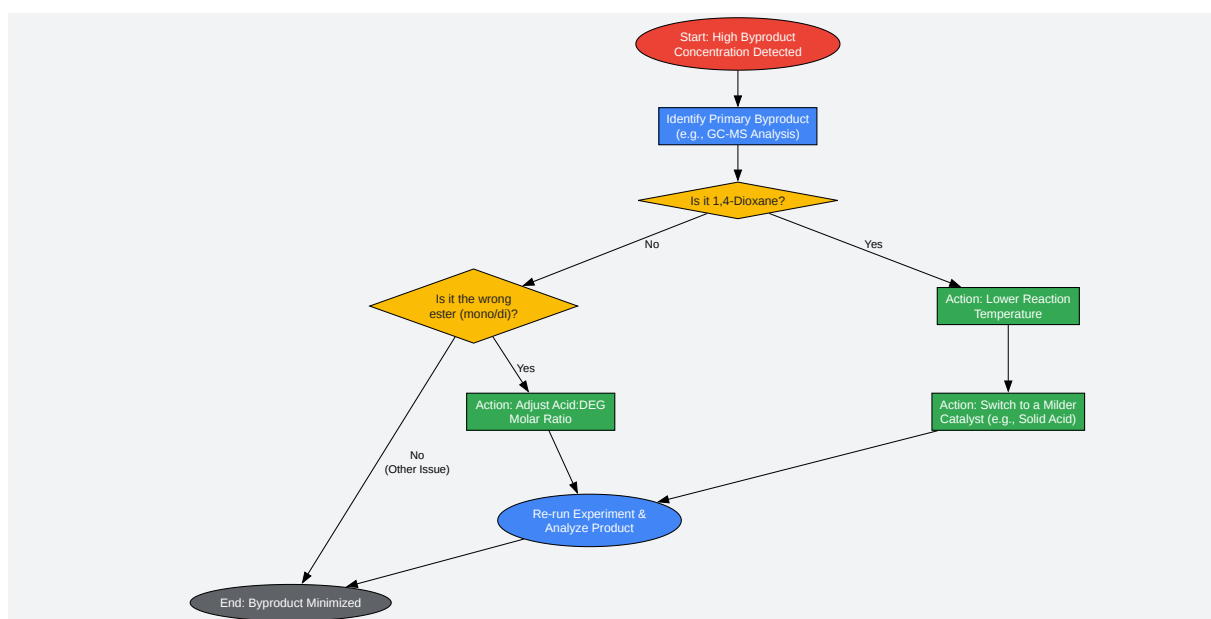 Start: High Byproduct
Concentration Detected
Identify Primary Byproduct
(e.g., GC-MS Analysis)
Is it 1,4-Dioxane?
No
Yes
Is it the wrong
ester (mono/di)?
Action: Lower Reaction
Temperature
Yes
Action: Adjust Acid:DEG
Molar Ratio
Action: Switch to a Milder
Catalyst (e.g., Solid Acid)
No
(Other Issue)
Re-run Experiment &
Analyze Product
End: Byproduct Minimized